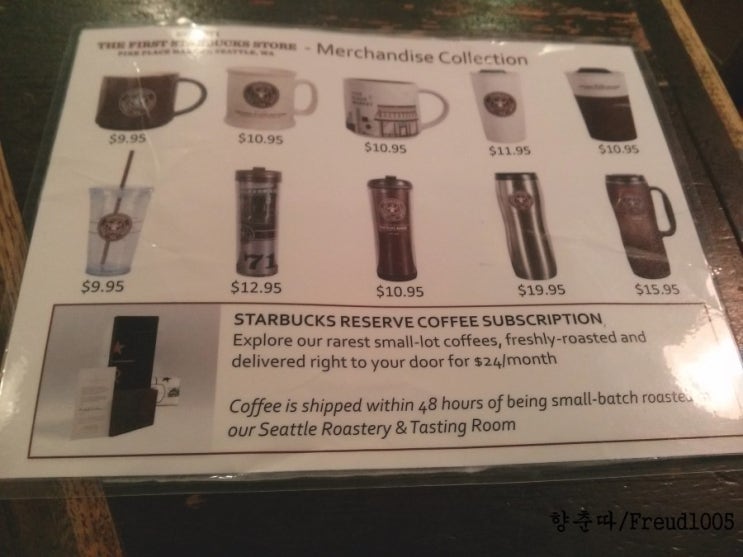 THE FIRST STARBUCKS STORE - Merchandise Collection
PIKE PLACE MARKET, SEATTLE, WA
$9.95 $10.95 $10.95 $11.95 $10.95
71
$9.95 $12.95 $10.95 $19.95 $15.95
STARBUCKS RESERVE COFFEE SUBSCRIPTION
Explore our rarest small-lot coffees, freshly-roasted and
delivered right to your door for $24/month
Coffee is shipped within 48 hours of being small-batch roasted
our Seattle Roastery & Tasting Room
향춘따/Freud1005